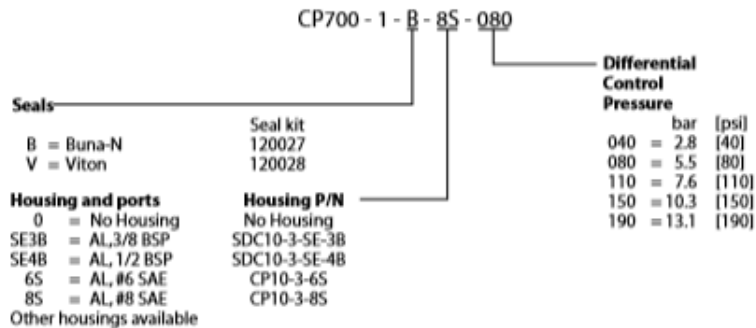 CP700 - 1 - B - 8S - 080
Differential
Control
Pressure
bar [psi]
040 = 2.8 [40]
080 = 5.5 [80]
110 = 7.6 [110]
150 = 10.3 [150]
190 = 13.1 [190]
Seals
Seal kit
B = Buna-N 120027
V = Viton 120028
Housing and ports Housing P/N
0 = No Housing No Housing
SE3B = AL, 3/8 BSP SDC10-3-SE-3B
SE4B = AL, 1/2 BSP SDC10-3-SE-4B
6S = AL, #6 SAE CP10-3-6S
8S = AL, #8 SAE CP10-3-8S
Other housings available